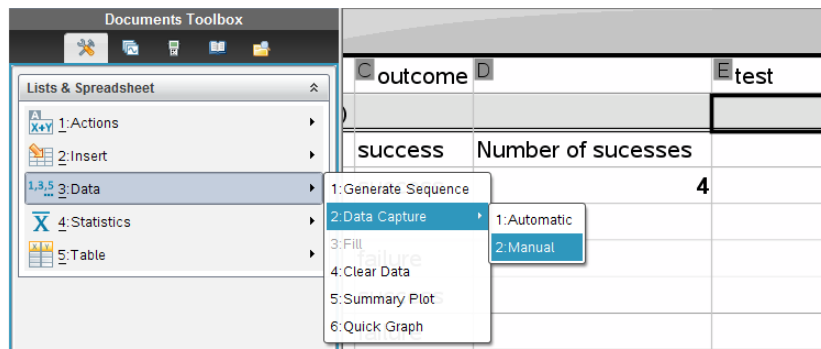 Documents Toolbox
Lists & Spreadsheet
1:Actions
2:Insert
3:Data
4:Statistics
5:Table
1:Generate Sequence
2:Data Capture
3:Fill
4:Clear Data
5:Summary Plot
6:Quick Graph
1:Automatic
2:Manual
C outcome D E test
success Number of sucesses
4
failure
failure